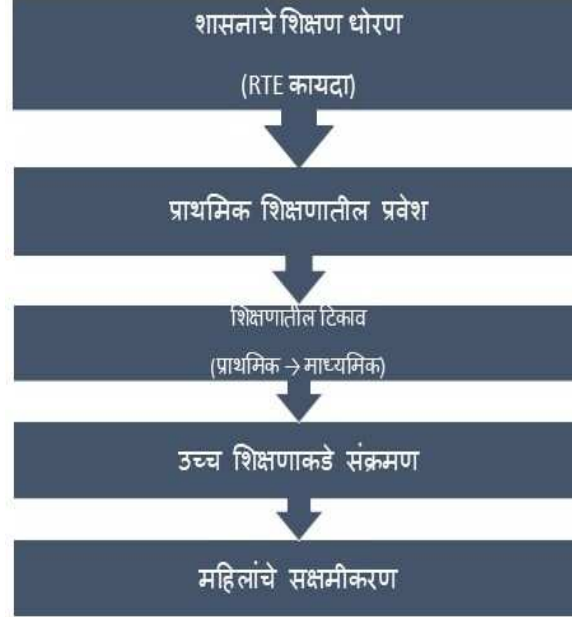 शासनाचे शिक्षण धोरण
(RTE कायदा)
प्राथमिक शिक्षणातील प्रवेश
शिक्षणातील टिकाव
(प्राथमिक → माध्यमिक)
उच्च शिक्षणाकडे संक्रमण
महिलांचे सक्षमीकरण